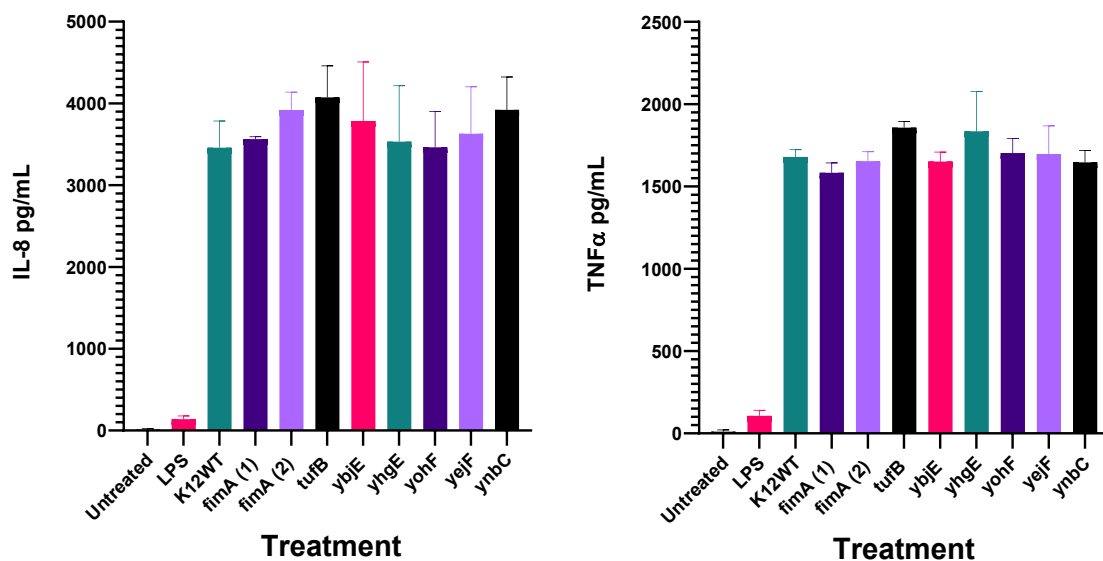 5000
4000
3000
2000
1000
0
IL-8 pg/mL
Untreated
LPS
K12WT
fimA (1)
fimA (2)
tufB
ybjE
yhgE
yohF
yejF
ynbC
Treatment
2500
2000
1500
1000
500
0
TNFα pg/mL
Untreated
LPS
K12WT
fimA (1)
fimA (2)
tufB
ybjE
yhgE
yohF
yejF
ynbC
Treatment